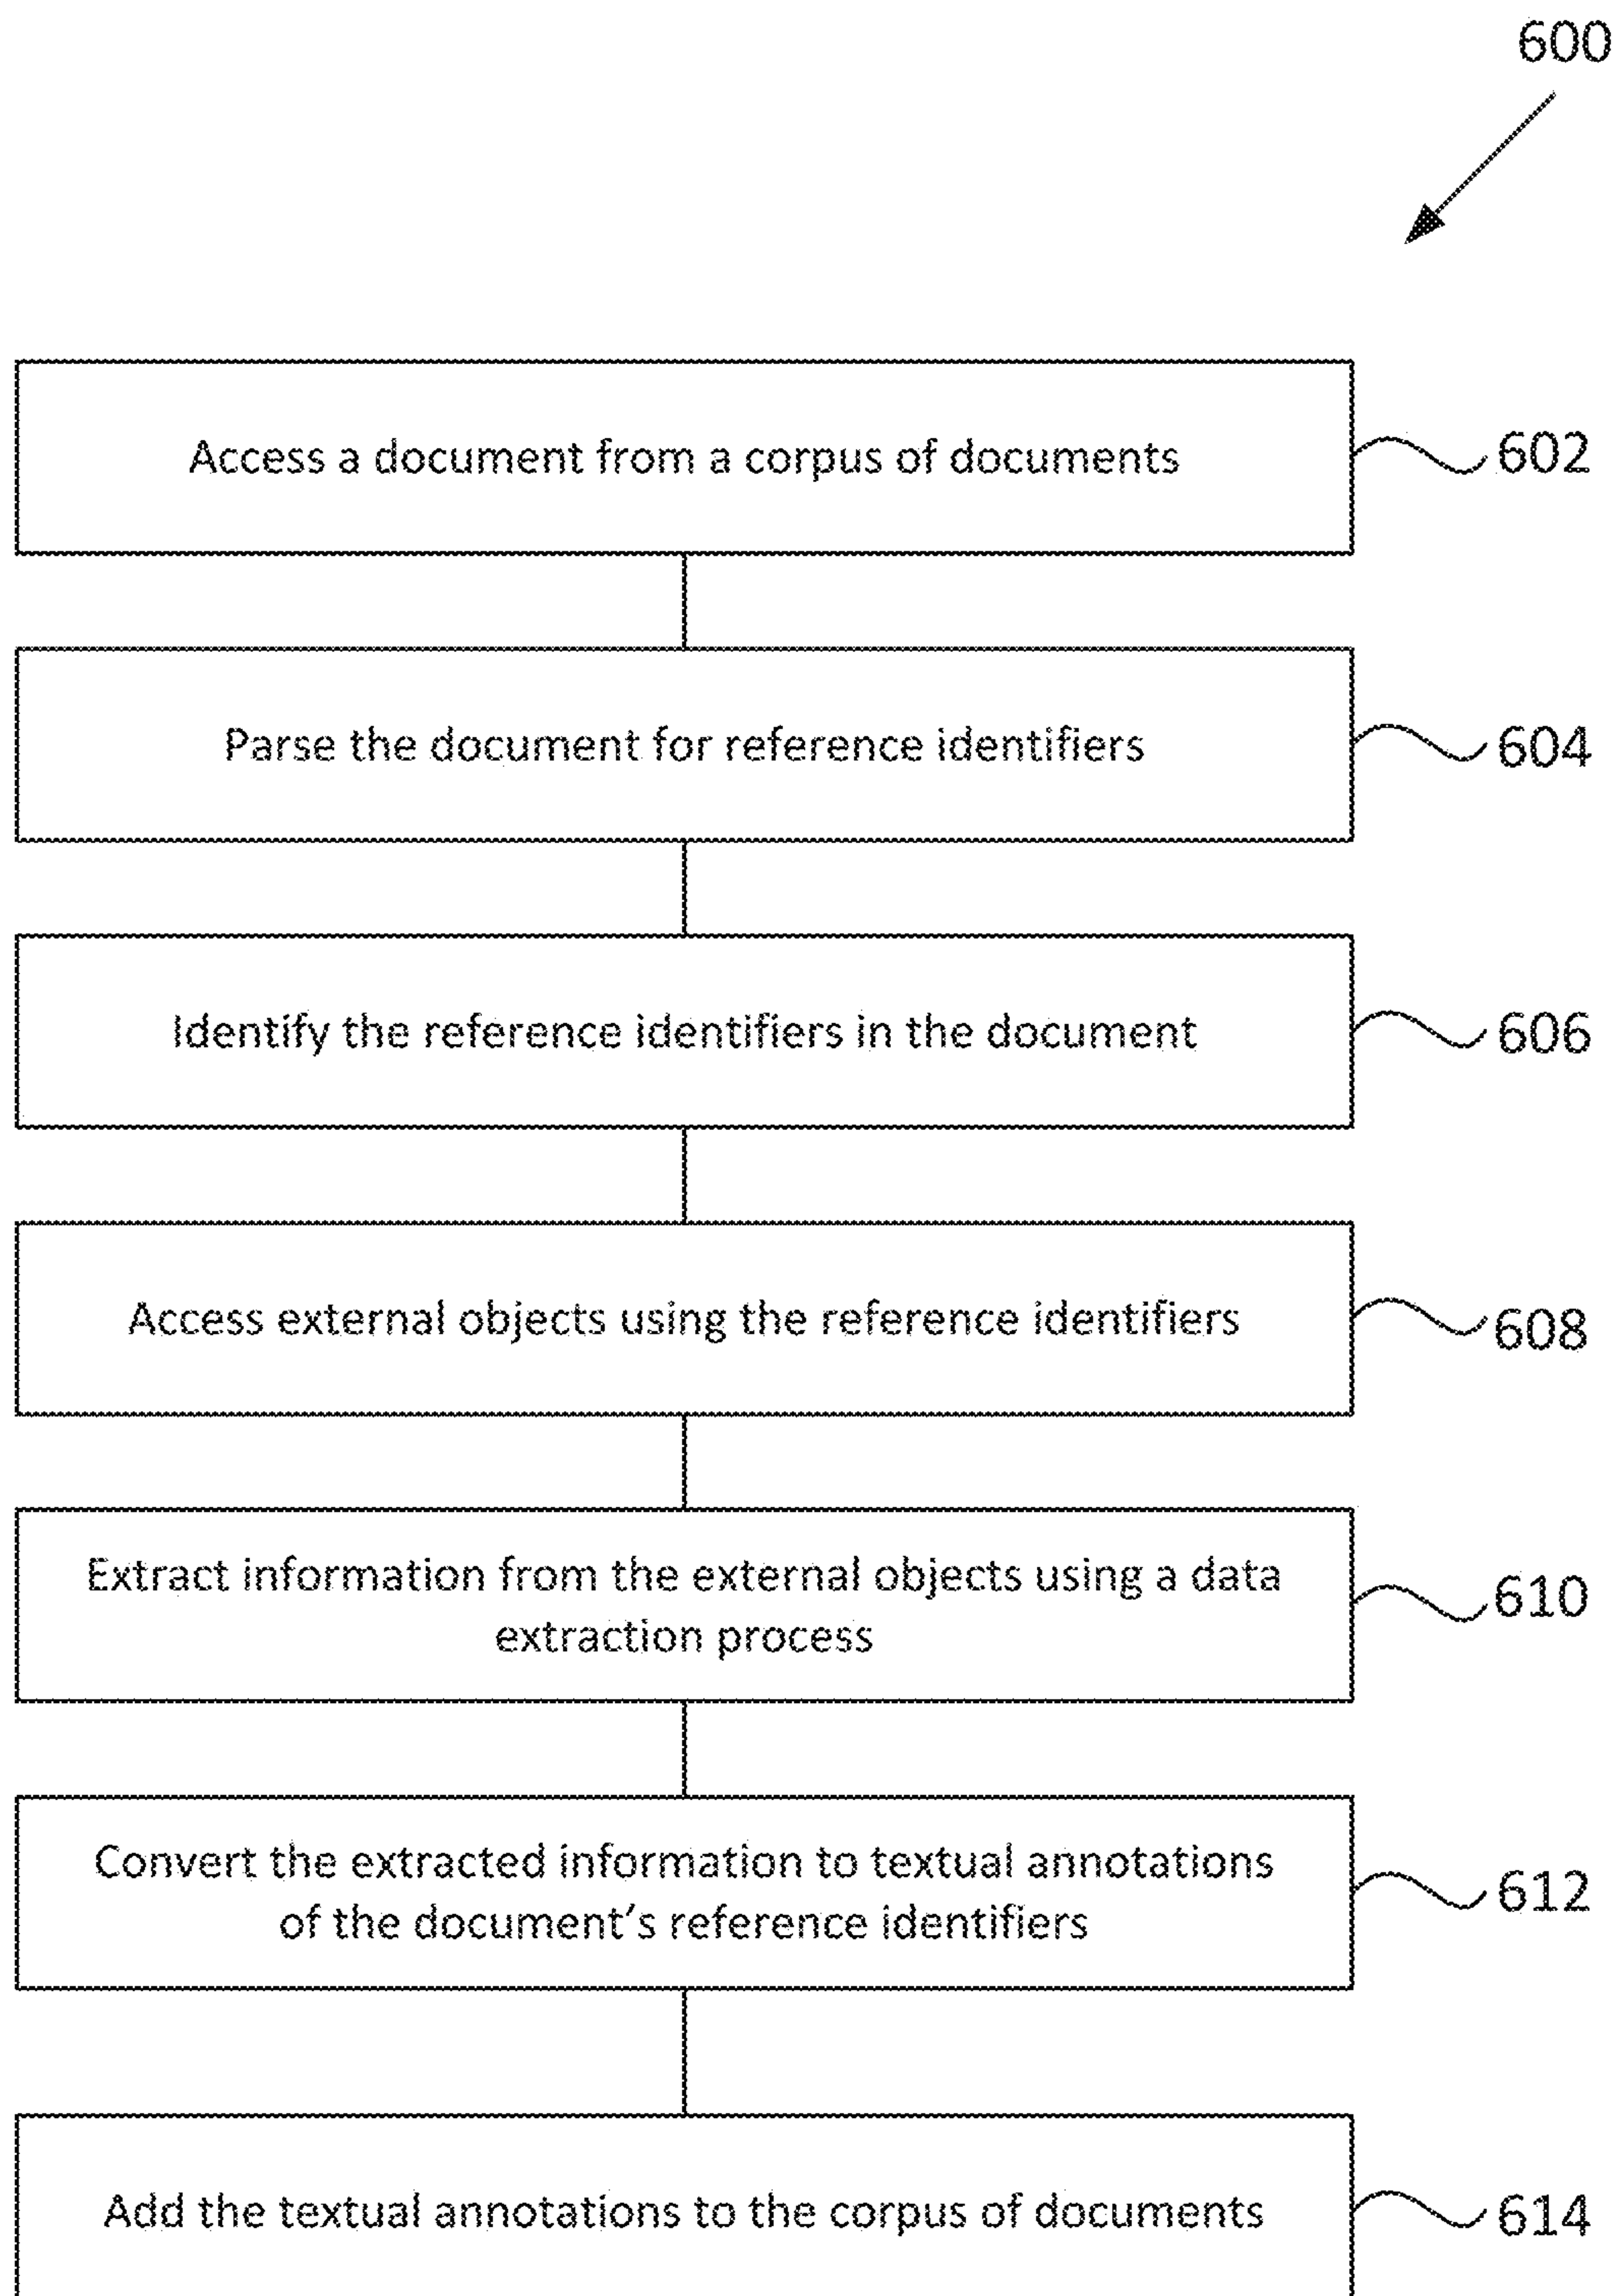 600
Access a document from a corpus of documents
602
Parse the document for reference identifiers
604
Identify the reference identifiers in the document
606
Access external objects using the reference identifiers
608
Extract information from the external objects using a data
extraction process
610
Convert the extracted information to textual annotations
of the document’s reference identifiers
612
Add the textual annotations to the corpus of documents
614